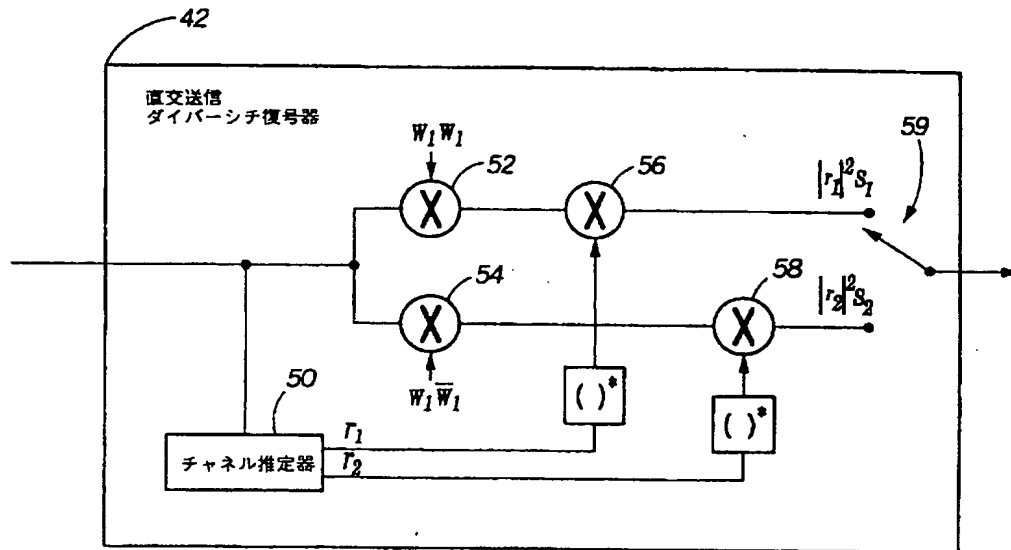 42
直交送信
ダイバーシチ復号器
W₁W₁
52
56
59
|r₁|²S₁
54
58
|r₂|²S₂
W₁W̅₁
( )*
( )*
50
チャネル推定器
r₁
r₂